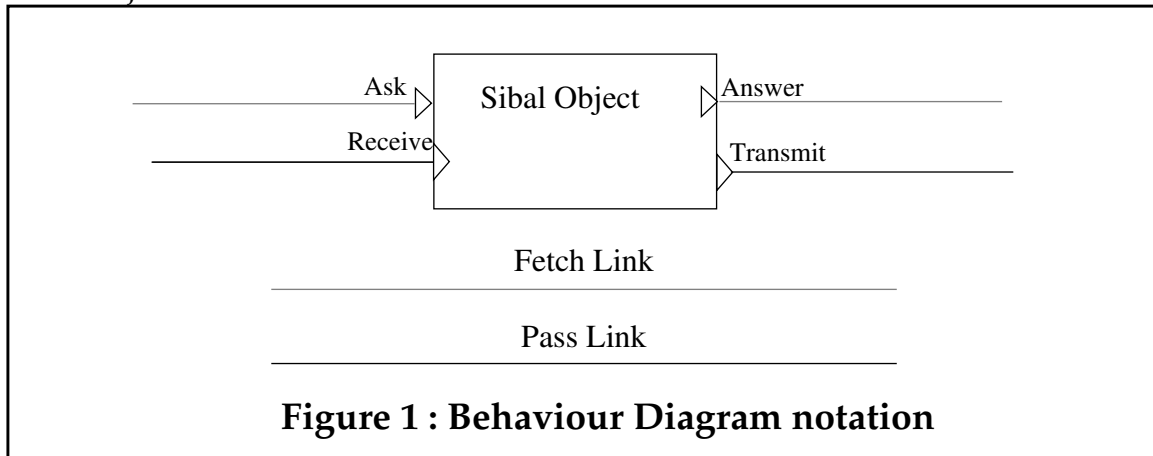 Ask
Sibal Object
Answer
Receive
Transmit
Fetch Link
Pass Link
Figure 1 : Behaviour Diagram notation